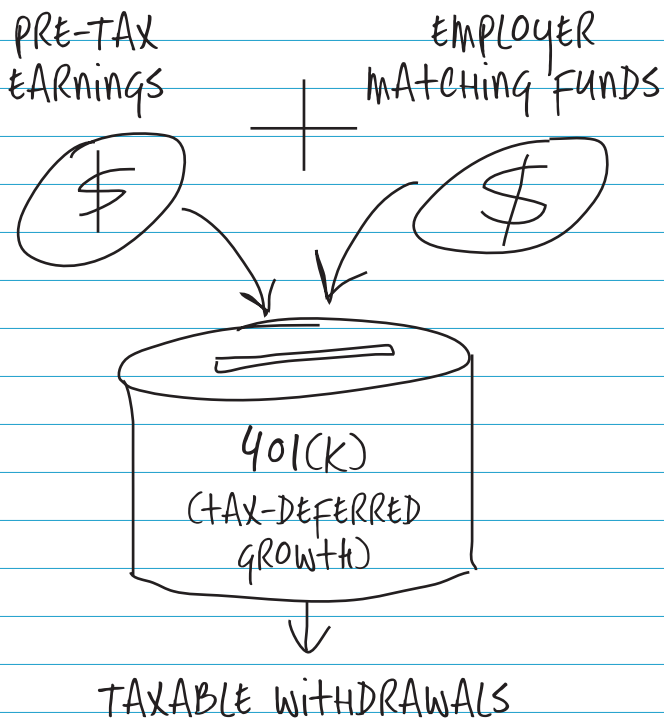 PRE-TAX
EARNINGS
+
EMPLOYER
MATCHING FUNDS
$
$
401(K)
(TAX-DEFERRED
GROWTH)
TAXABLE WITHDRAWALS